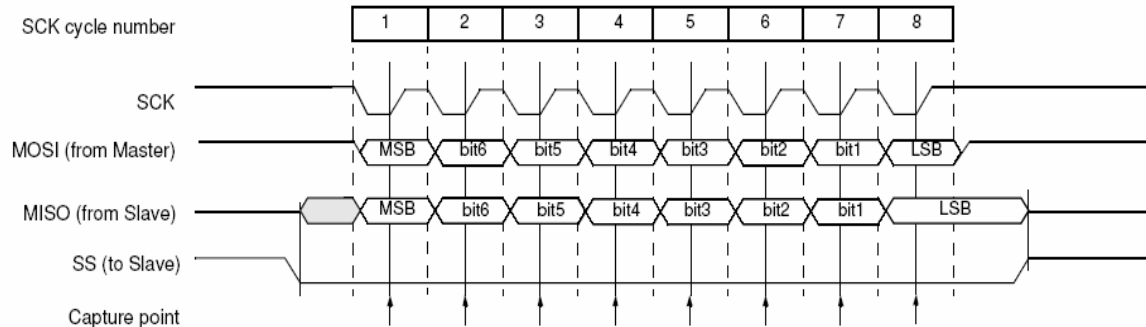 SCK cycle number 1 2 3 4 5 6 7 8
SCK
MOSI (from Master) MSB bit6 bit5 bit4 bit3 bit2 bit1 LSB
MISO (from Slave) MSB bit6 bit5 bit4 bit3 bit2 bit1 LSB
SS (to Slave)
Capture point